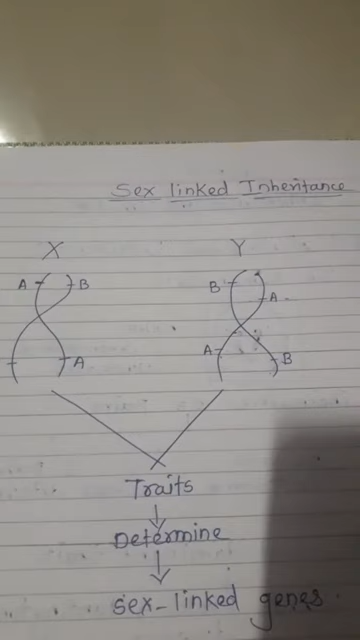 Sex linked Inheritance
X Y
A B B A
A A B
Traits
Determine
sex-linked genes